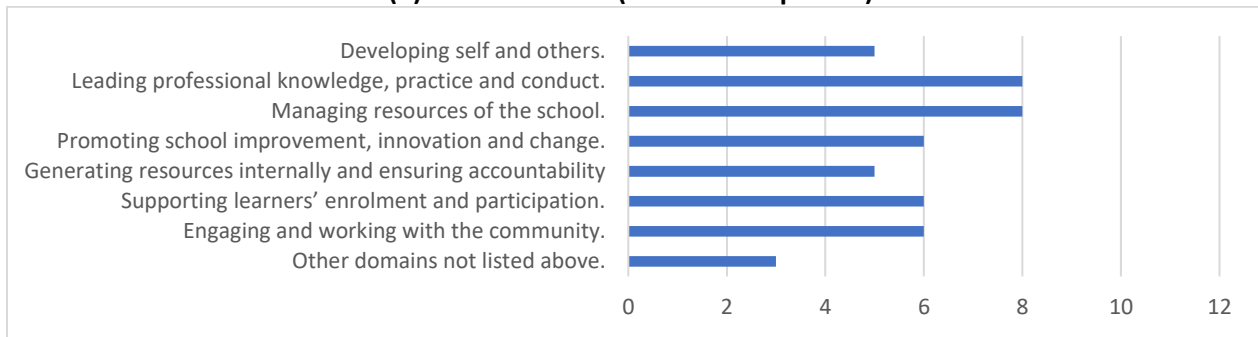 Developing self and others.
Leading professional knowledge, practice and conduct.
Managing resources of the school.
Promoting school improvement, innovation and change.
Generating resources internally and ensuring accountability
Supporting learners’ enrolment and participation.
Engaging and working with the community.
Other domains not listed above.
0 2 4 6 8 10 12